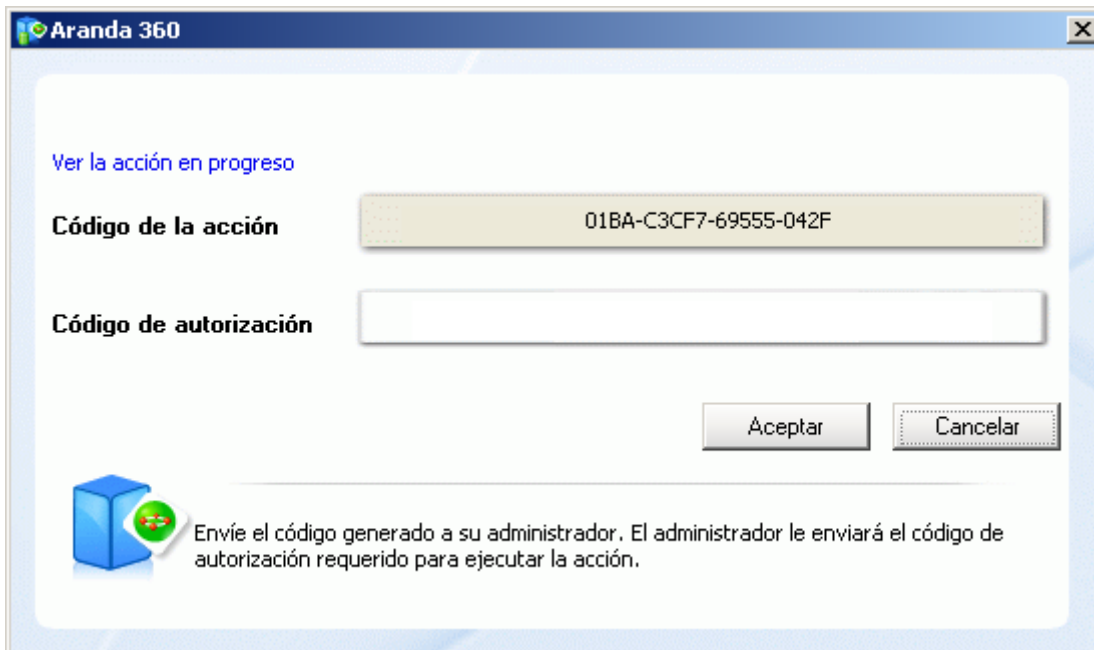 Aranda 360
Ver la acción en progreso
Código de la acción
01BA-C3CF7-69555-042F
Código de autorización
Aceptar
Cancelar
Envíe el código generado a su administrador. El administrador le enviará el código de
autorización requerido para ejecutar la acción.